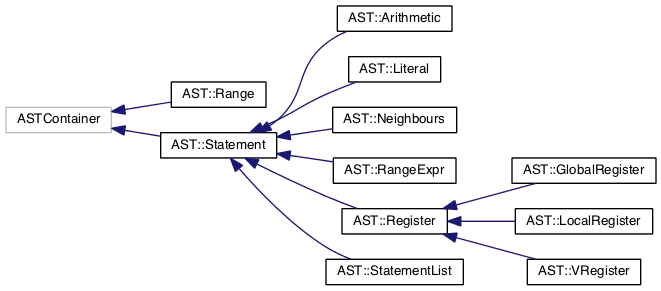 ASTContainer
AST::Range
AST::Statement
AST::Arithmetic
AST::Literal
AST::Neighbours
AST::RangeExpr
AST::Register
AST::StatementList
AST::GlobalRegister
AST::LocalRegister
AST::VRegister